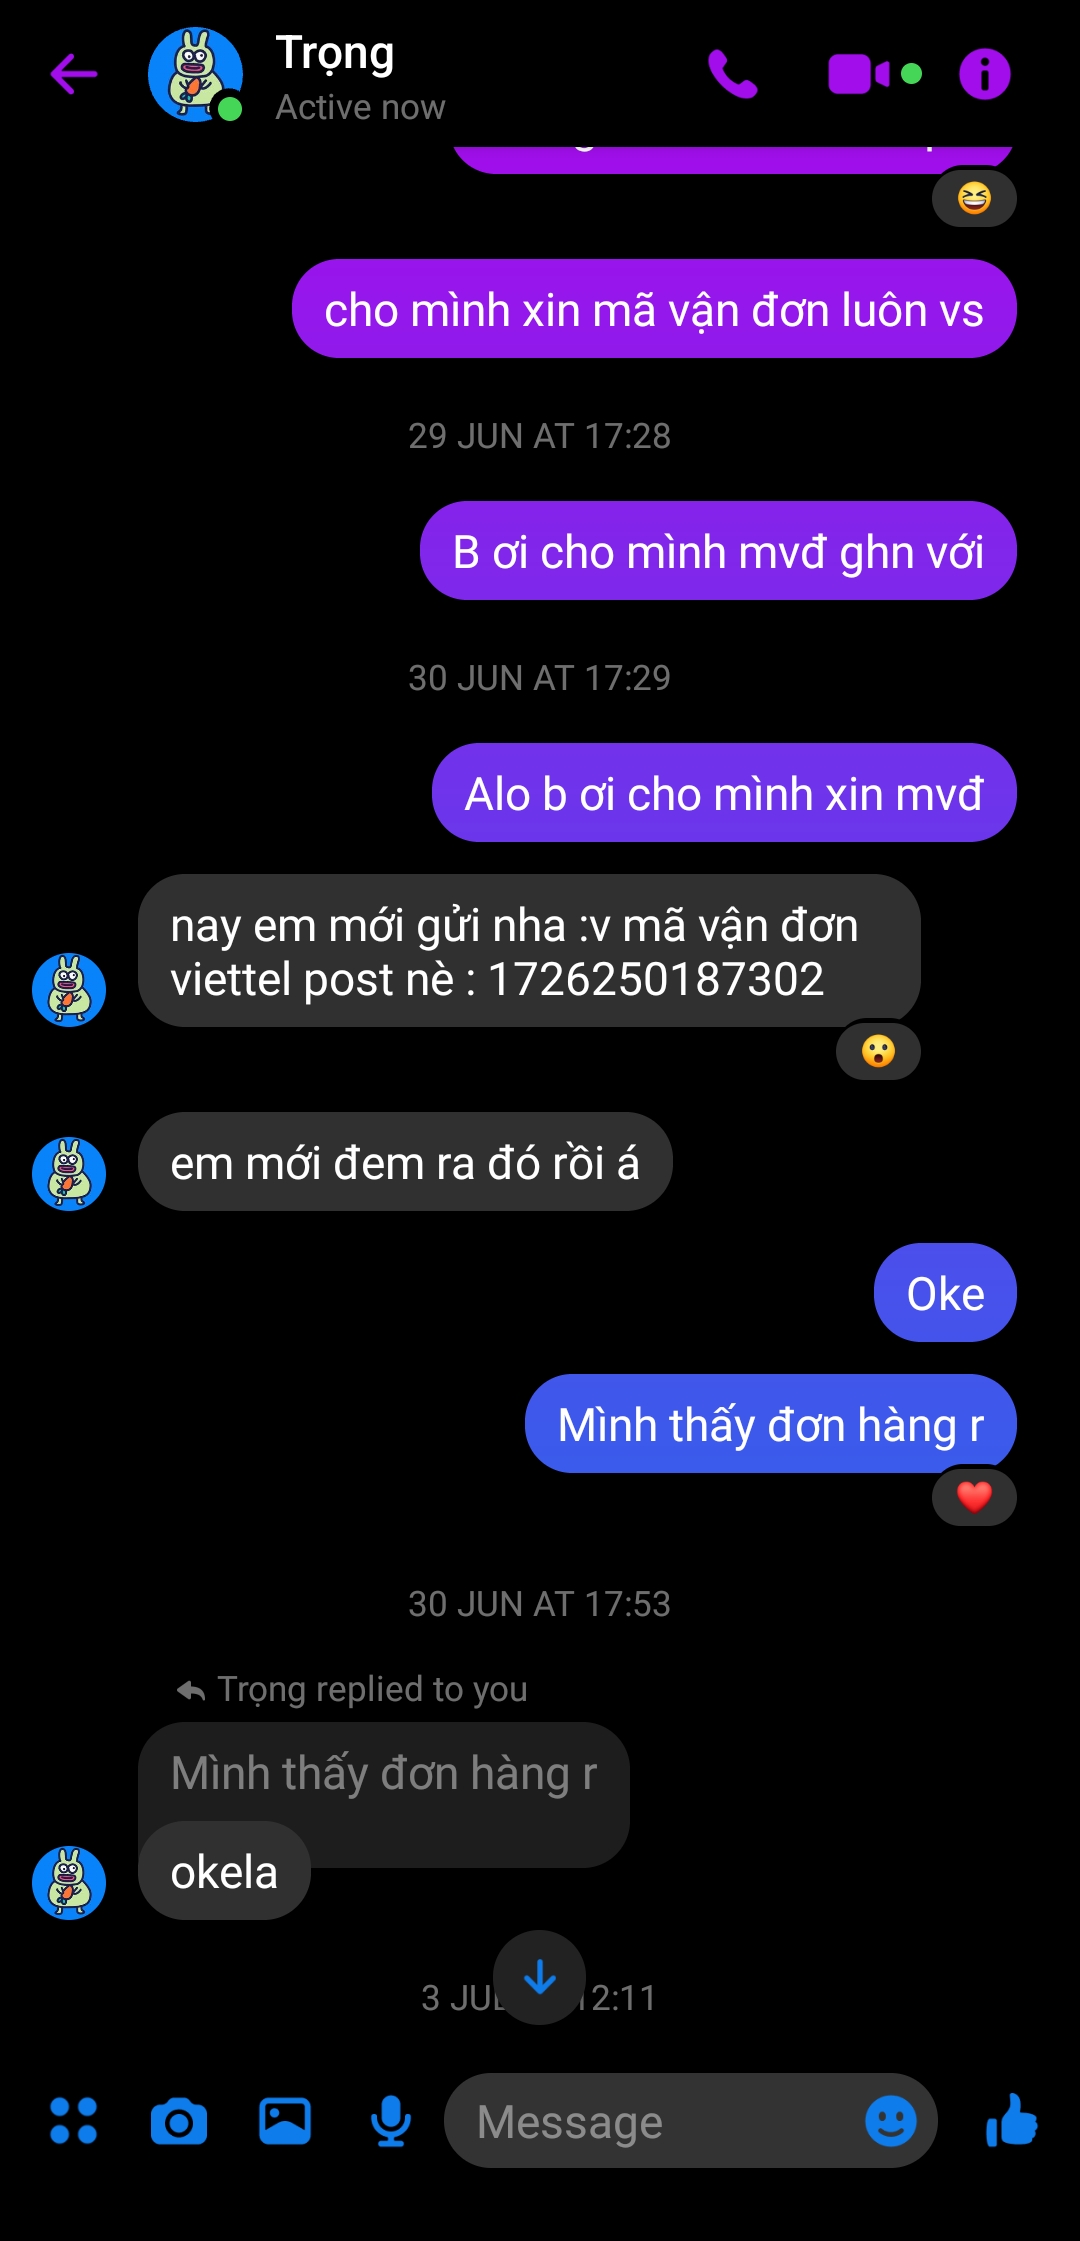 Trọng
Active now
cho mình xin mã vận đơn luôn vs
29 JUN AT 17:28
B ơi cho mình mvđ ghn với
30 JUN AT 17:29
Alo b ơi cho mình xin mvđ
nay em mới gửi nha :v mã vận đơn
viettel post nè : 1726250187302
em mới đem ra đó rồi á
Oke
Mình thấy đơn hàng r
30 JUN AT 17:53
Trọng replied to you
Mình thấy đơn hàng r
okela
3 12:11
Message